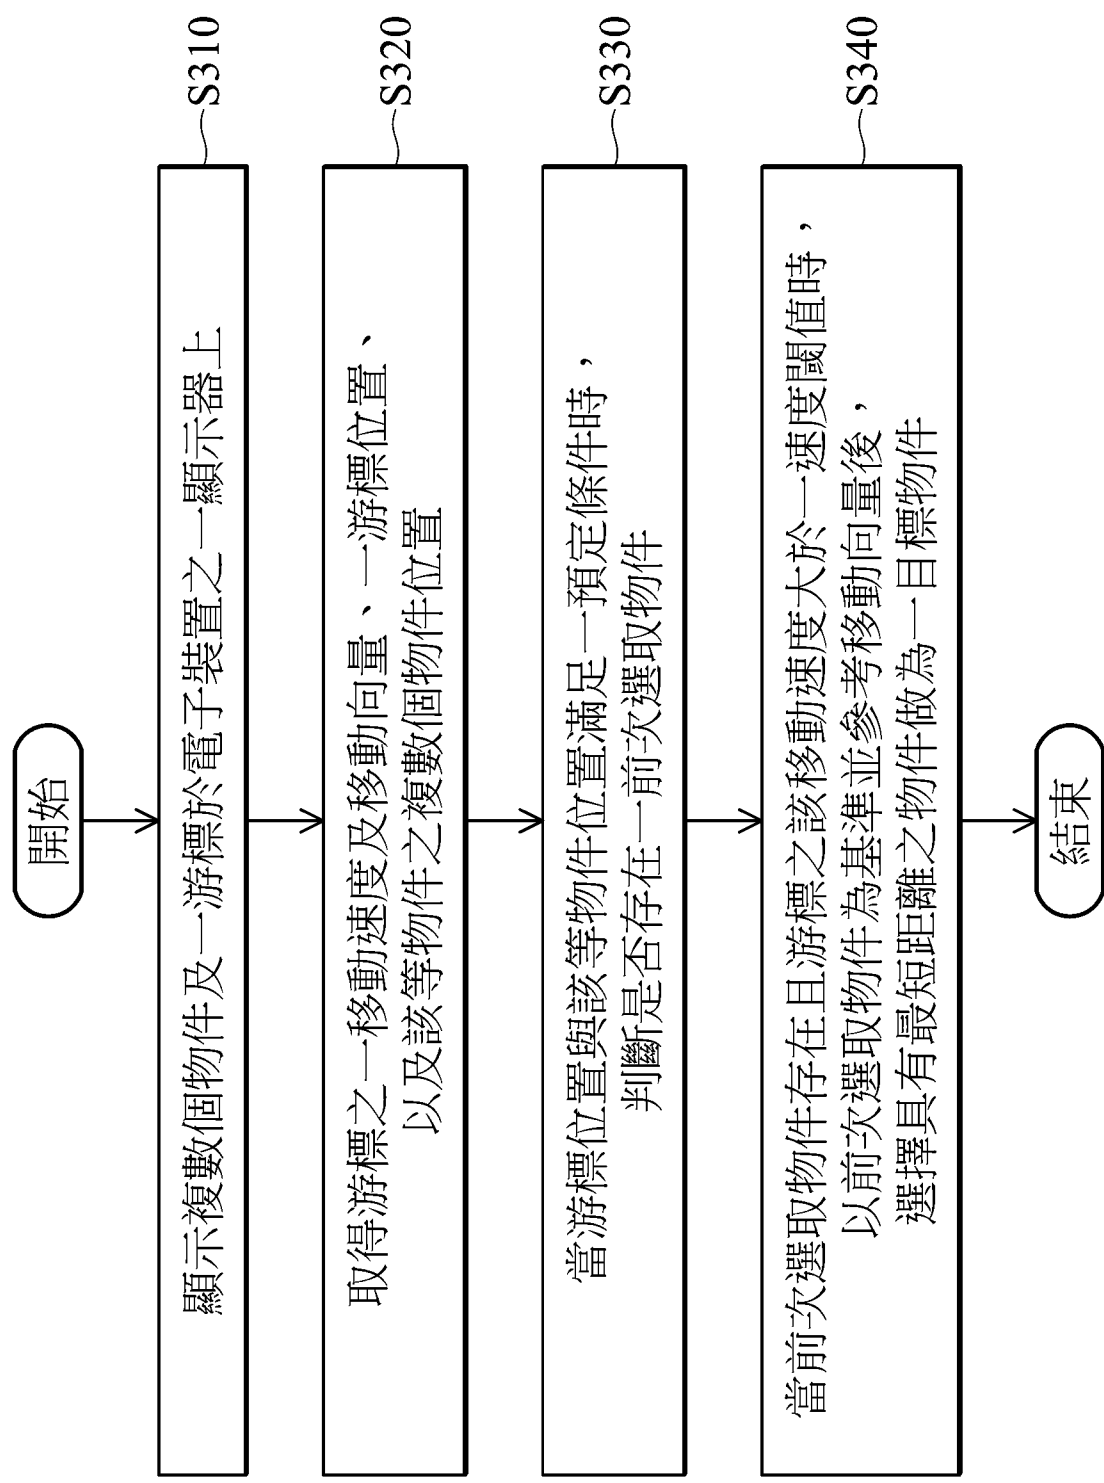 開始
顯示複數個物件及一游標於電子裝置之一顯示器上
S310
取得游標之一移動速度及移動向量、一游標位置、
以及該等物件之複數個物件位置
S320
當游標位置與該等物件位置滿足一預定條件時，
判斷是否存在一前次選取物件
S330
當前次選取物件存在且游標之該移動速度大於一速度閾值時，
以前次選取物件為基準並參考移動向量後，
選擇具有最短距離之物件做為一目標物件
S340
結束